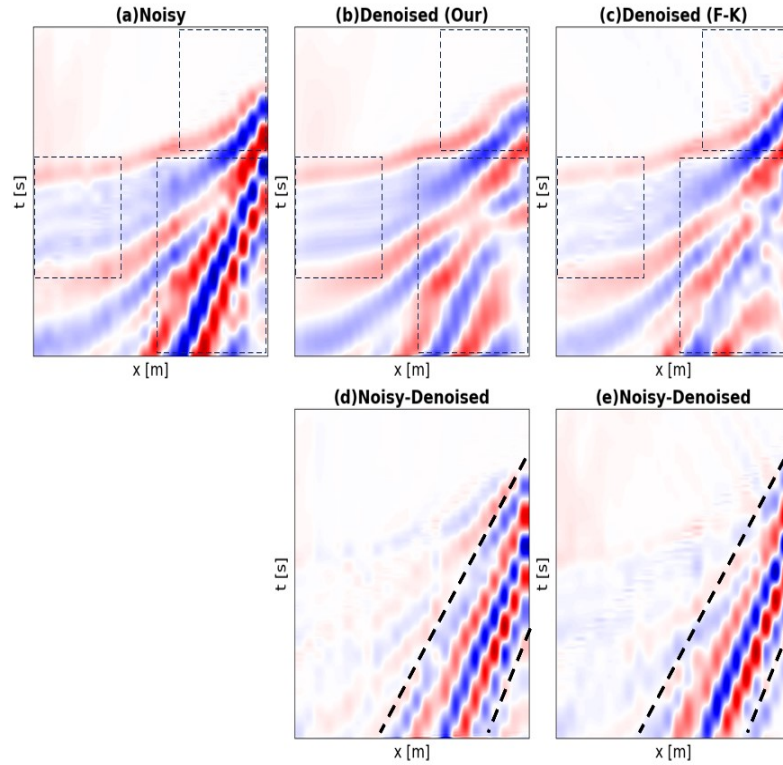 (a)Noisy
(b)Denoised (Our)
(c)Denoised (F-K)
t [s]
t [s]
t [s]
x [m]
x [m]
x [m]
(d)Noisy-Denoised
(e)Noisy-Denoised
t [s]
t [s]
x [m]
x [m]